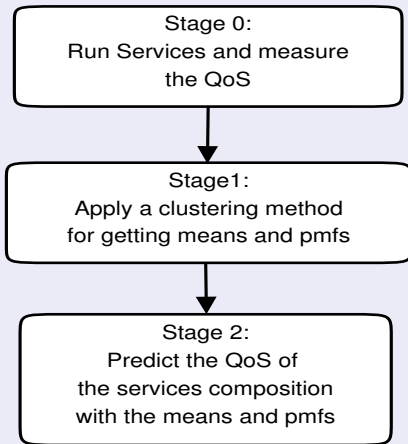 Stage 0:
Run Services and measure
the QoS
Stage1:
Apply a clustering method
for getting means and pmfs
Stage 2:
Predict the QoS of
the services composition
with the means and pmfs